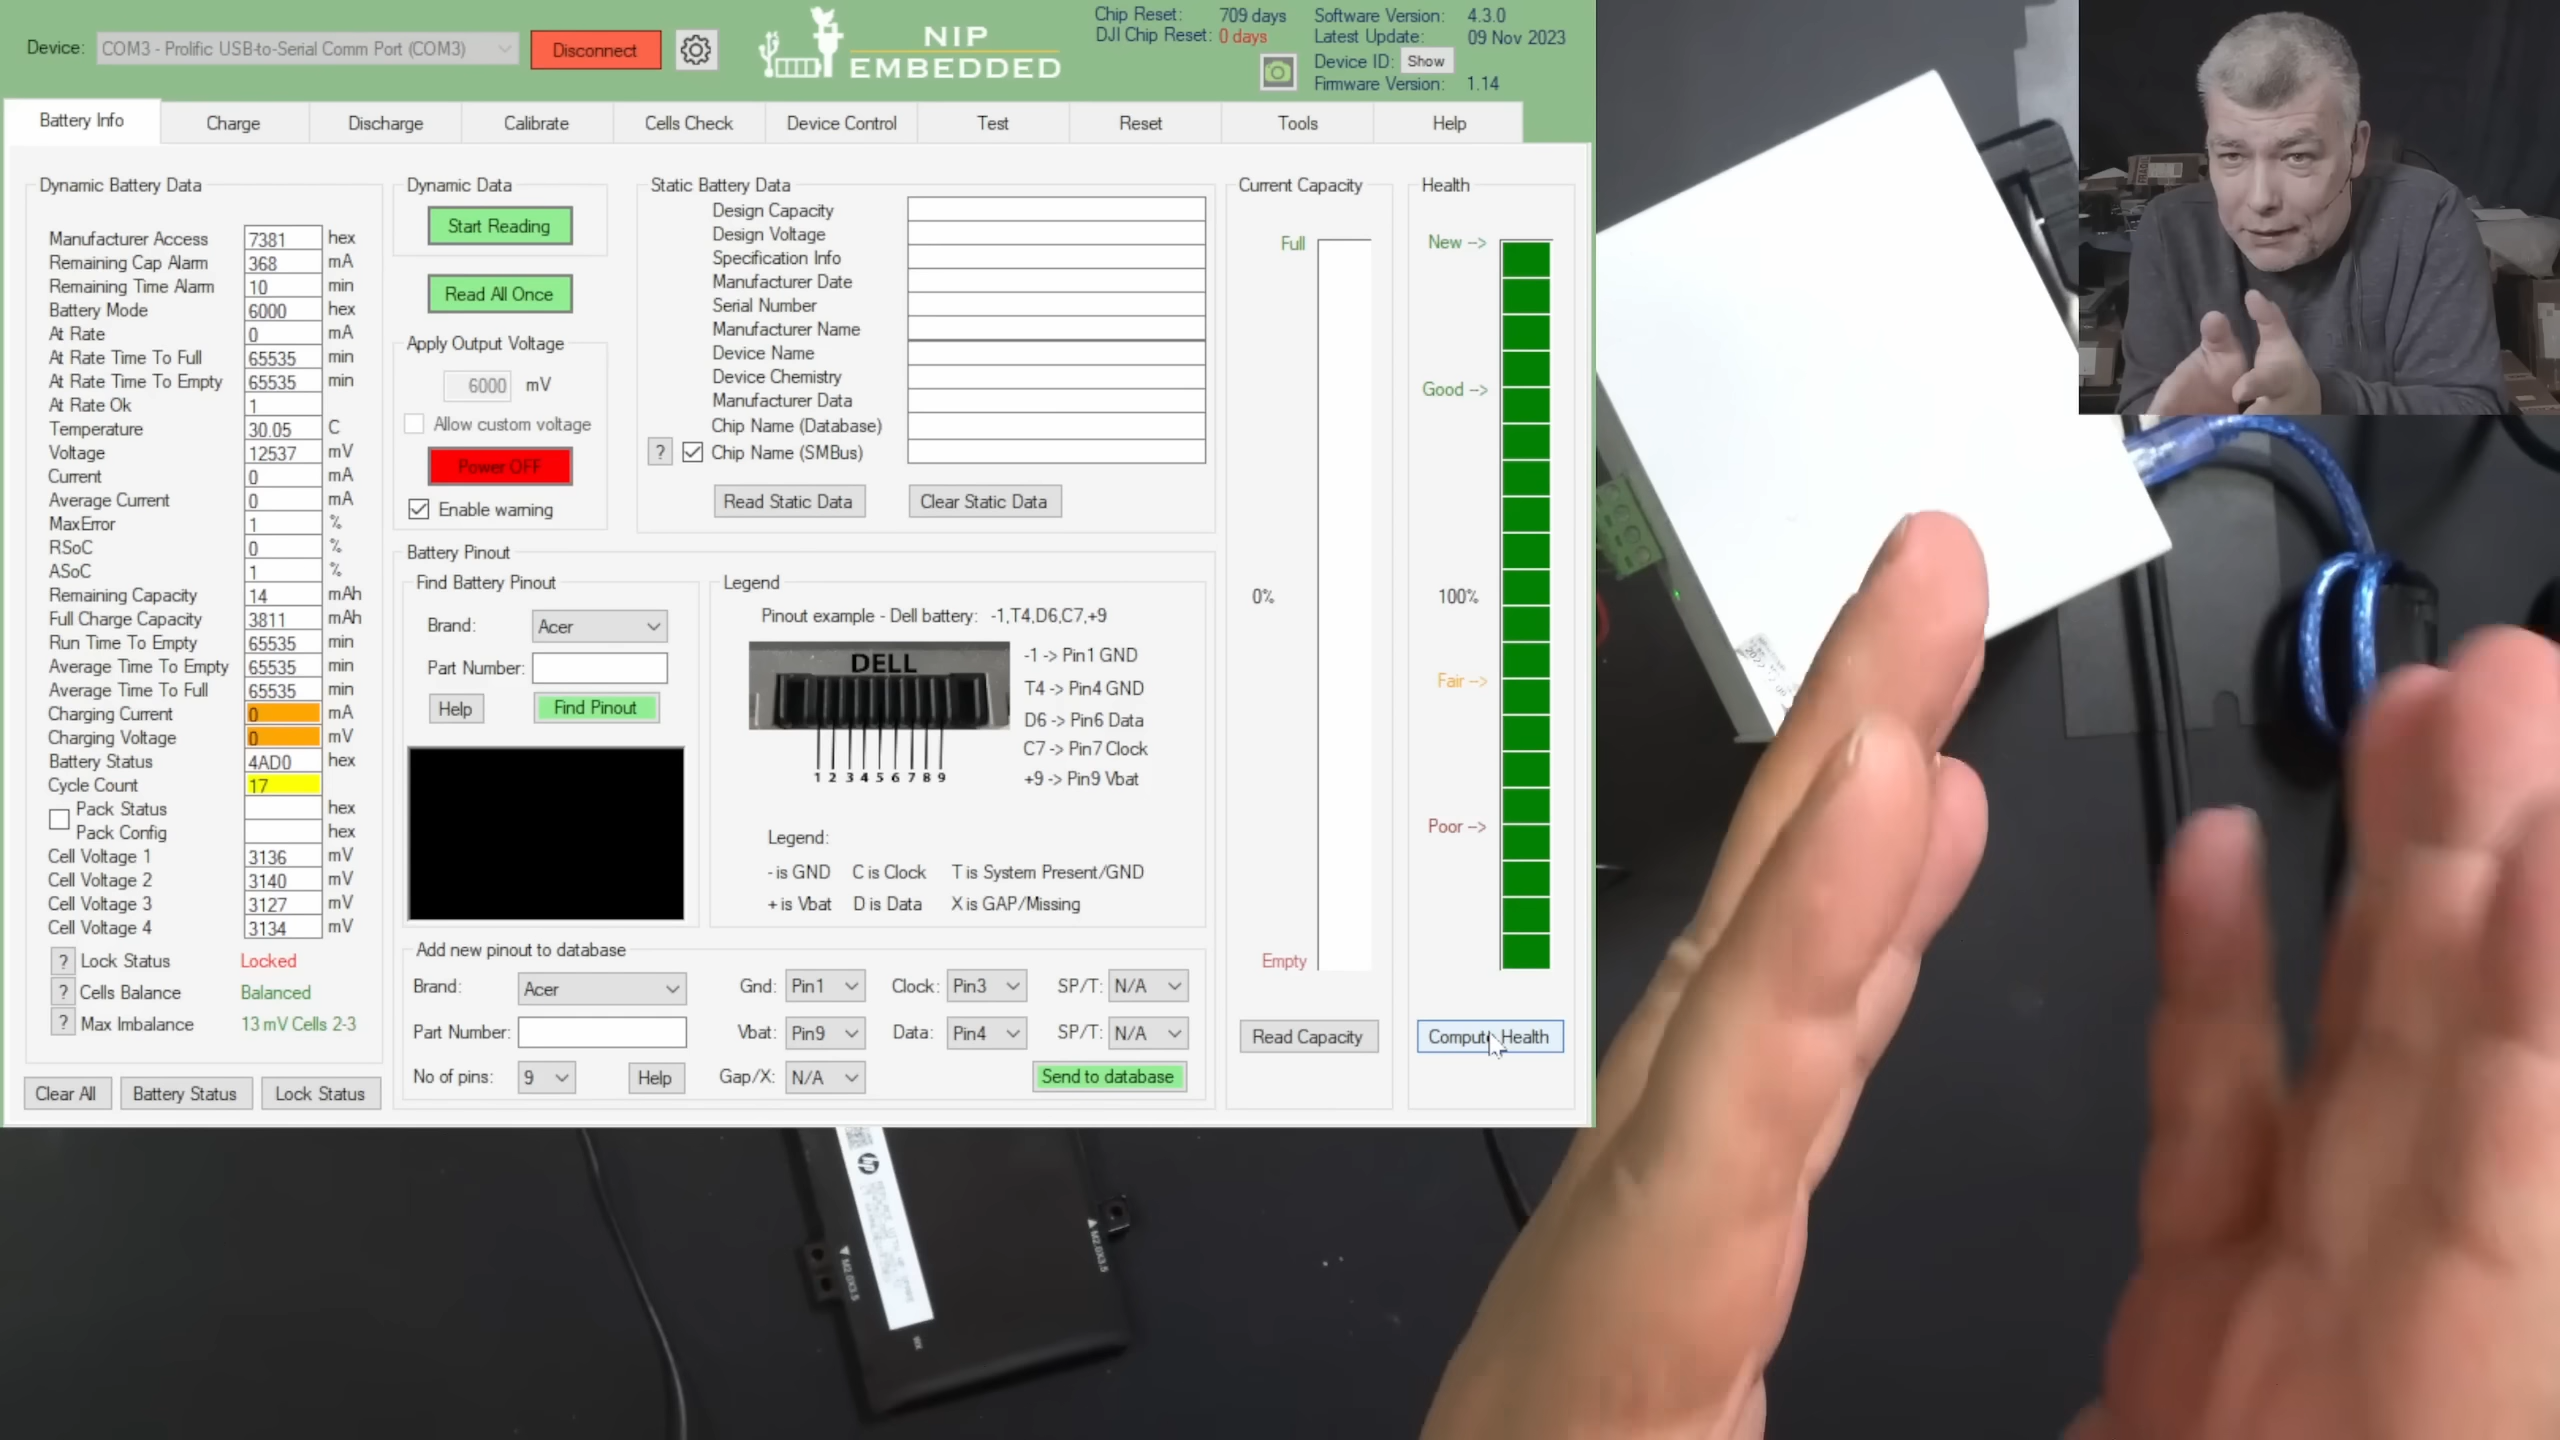 Device: COM3 - Prolific USB-to-Serial Comm Port (COM3) Disconnect
NIP
EMBEDDED
Chip Reset: 709 days
DJI Chip Reset: 0 days
Software Version: 4.3.0
Latest Update: 09 Nov 2023
Device ID: Show
Firmware Version: 1.14
Battery Info Charge Discharge Calibrate Cells Check Device Control Test Reset Tools Help
Dynamic Battery Data
Manufacturer Access 7381 hex
Remaining Cap Alarm 368 mA
Remaining Time Alarm 10 min
Battery Mode 6000 hex
At Rate 0 mA
At Rate Time To Full 65535 min
At Rate Time To Empty 65535 min
At Rate Ok 1
Temperature 30.05 C
Voltage 12537 mV
Current 0 mA
Average Current 0 mA
MaxError 1 %
RSoC 0 %
ASoC 1 %
Remaining Capacity 14 mAh
Full Charge Capacity 3811 mAh
Run Time To Empty 65535 min
Average Time To Empty 65535 min
Average Time To Full 65535 min
Charging Current 0 mA
Charging Voltage 0 mV
Battery Status 4AD0 hex
Cycle Count 17
Pack Status hex
Pack Config hex
Cell Voltage 1 3136 mV
Cell Voltage 2 3140 mV
Cell Voltage 3 3127 mV
Cell Voltage 4 3134 mV
? Lock Status Locked
? Cells Balance Balanced
? Max Imbalance 13 mV Cells 2-3
Clear All Battery Status Lock Status
Dynamic Data
Start Reading
Read All Once
Apply Output Voltage
6000 mV
Allow custom voltage
Power OFF
Enable warning
Static Battery Data
Design Capacity
Design Voltage
Specification Info
Manufacturer Date
Serial Number
Manufacturer Name
Device Name
Device Chemistry
Manufacturer Data
Chip Name (Database)
? Chip Name (SMBus)
Read Static Data Clear Static Data
Battery Pinout
Find Battery Pinout
Brand: Acer
Part Number:
Help Find Pinout
Legend
Pinout example - Dell battery: -1,T4,D6,C7,+9
DELL
1 2 3 4 5 6 7 8 9
-1 -> Pin1 GND
T4 -> Pin4 GND
D6 -> Pin6 Data
C7 -> Pin7 Clock
+9 -> Pin9 Vbat
Legend:
- is GND C is Clock T is System Present/GND
+ is Vbat D is Data X is GAP/Missing
Add new pinout to database
Brand: Acer Gnd: Pin1 Clock: Pin3 SP/T: N/A
Part Number: Vbat: Pin9 Data: Pin4 SP/T: N/A
No of pins: 9 Help Gap/X: N/A Send to database
Current Capacity
Full
0%
Empty
Read Capacity
Health
New -->
Good -->
100%
Fair -->
Poor -->
Compute Health
hp
M2.0X3.5
M2.0X3.5
FRAGILE